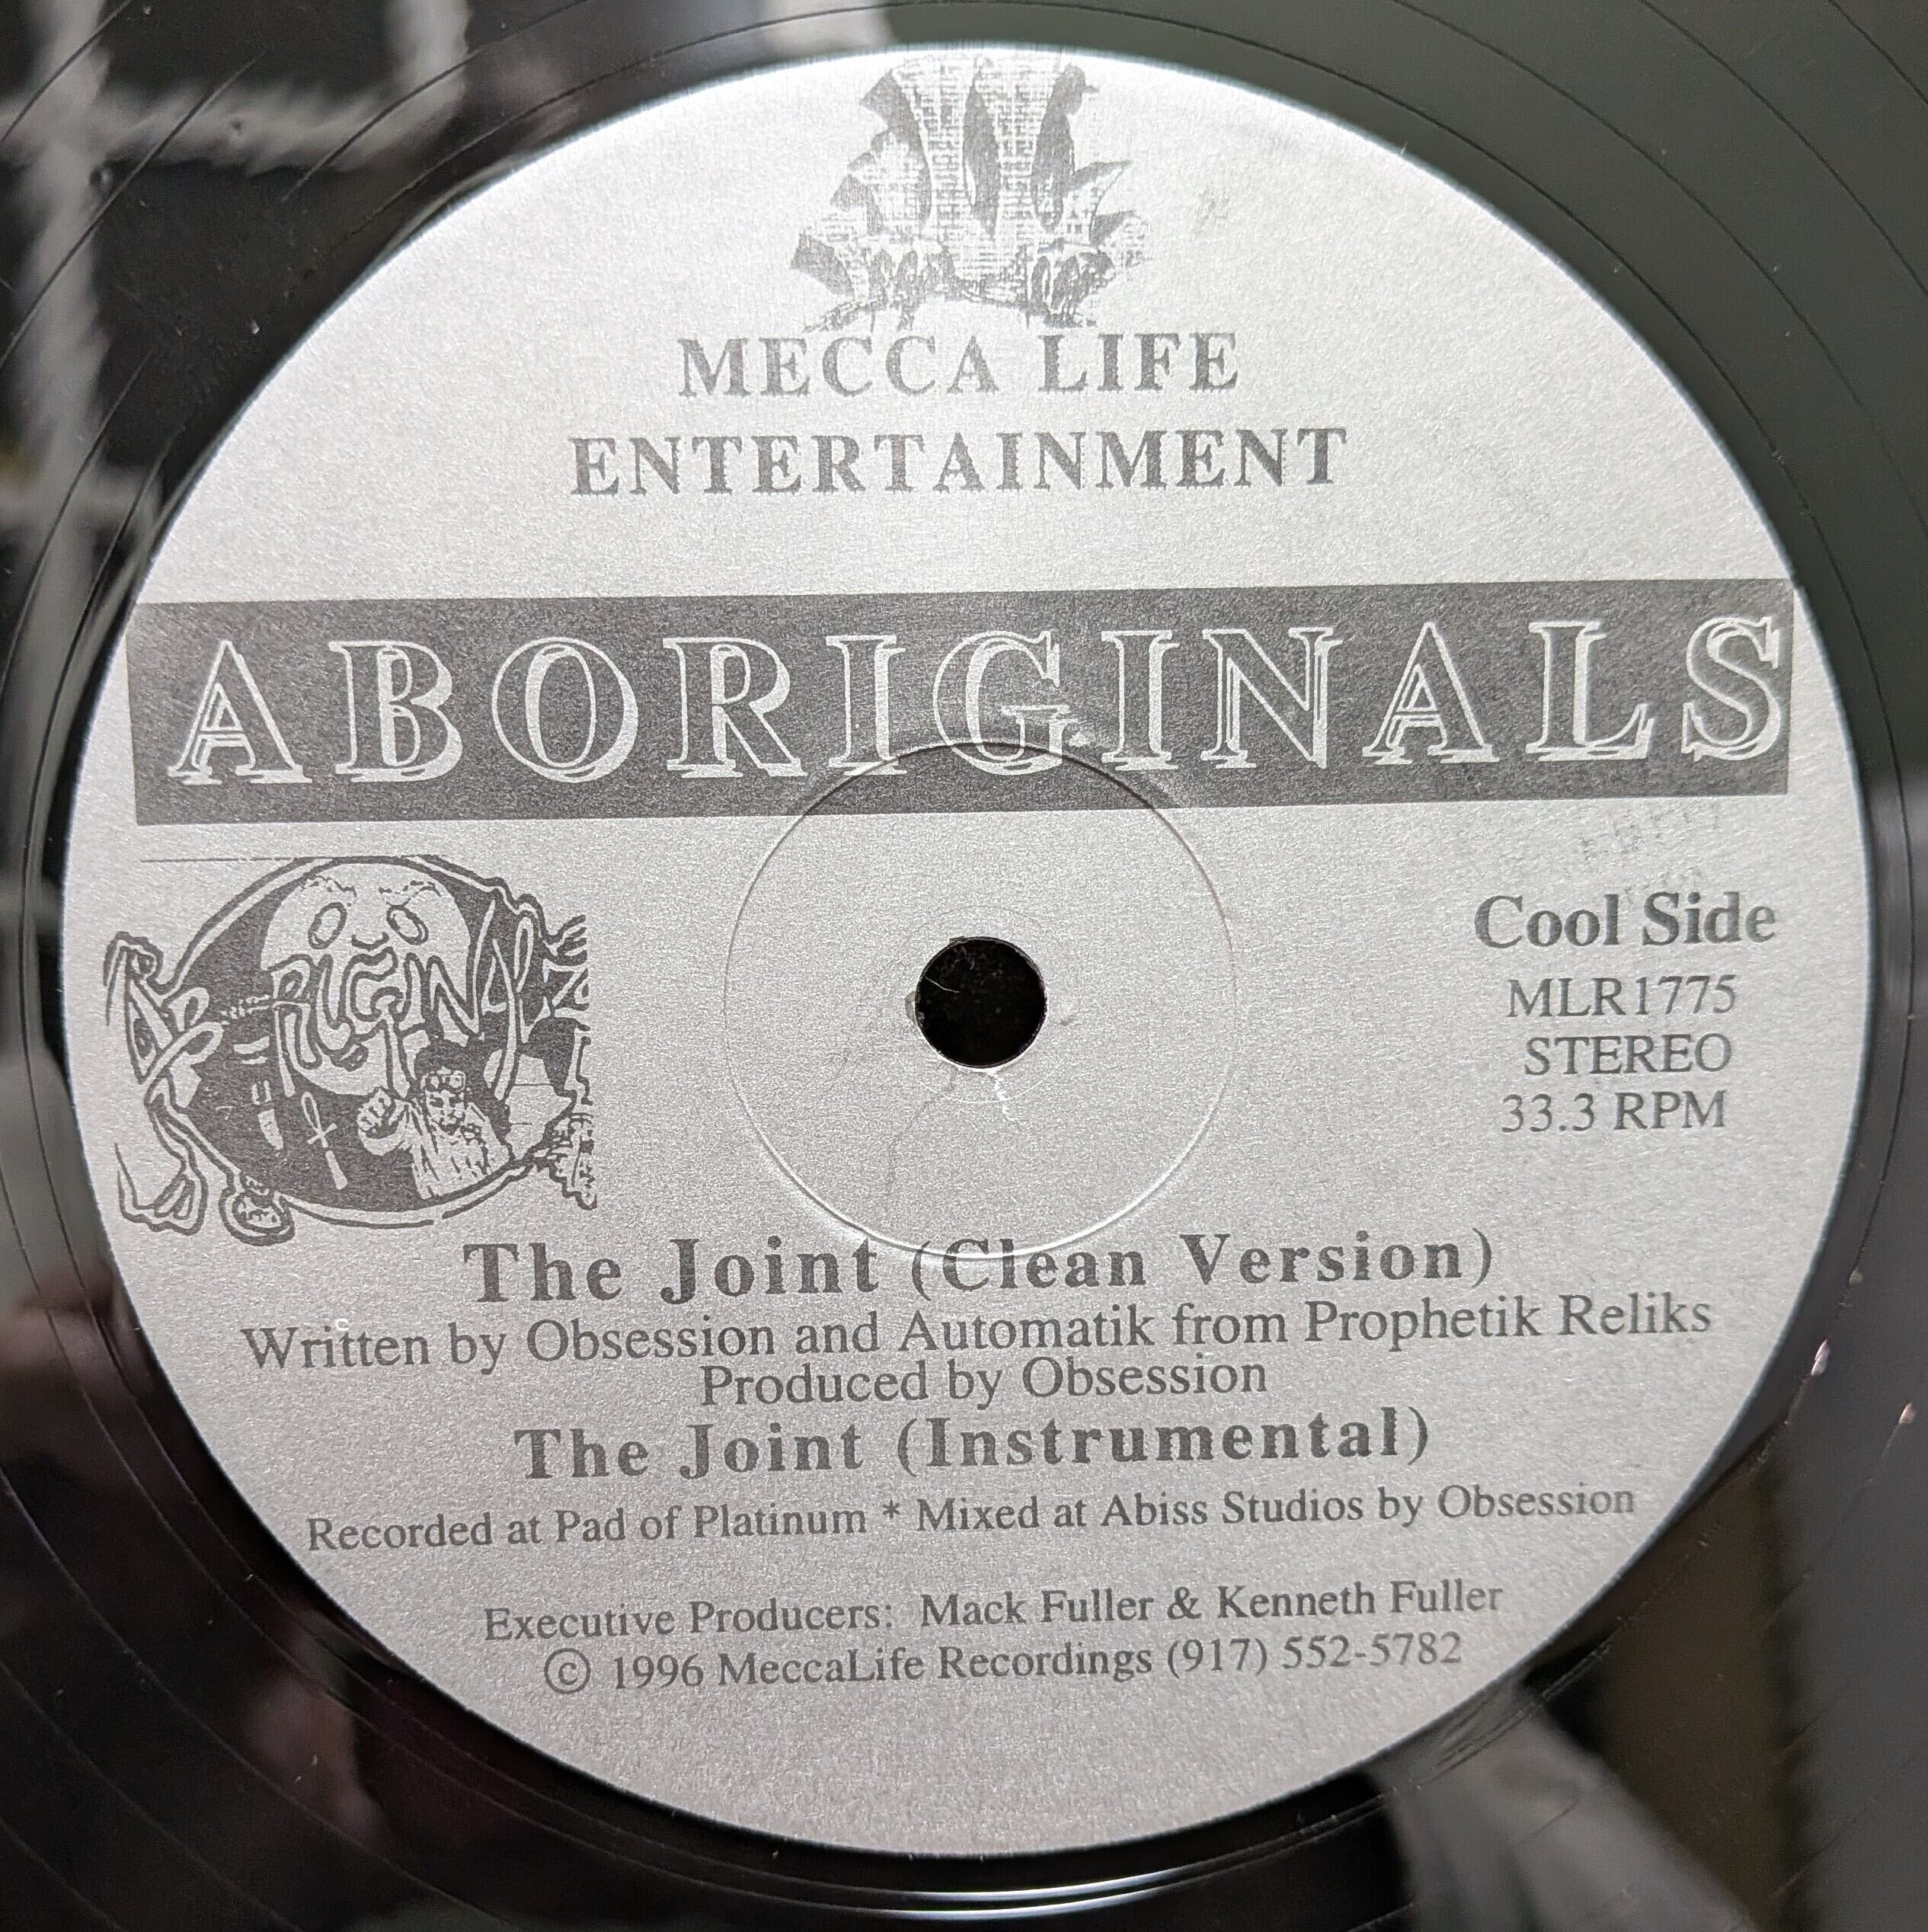 MECCA LIFE
ENTERTAINMENT
ABORIGINALS
Cool Side
MLR1775
STEREO
33.3 RPM
The Joint (Clean Version)
Written by Obsession and Automatik from Prophetik Reliks
Produced by Obsession
The Joint (Instrumental)
Recorded at Pad of Platinum * Mixed at Abiss Studios by Obsession
Executive Producers: Mack Fuller & Kenneth Fuller
© 1996 MeccaLife Recordings (917) 552-5782